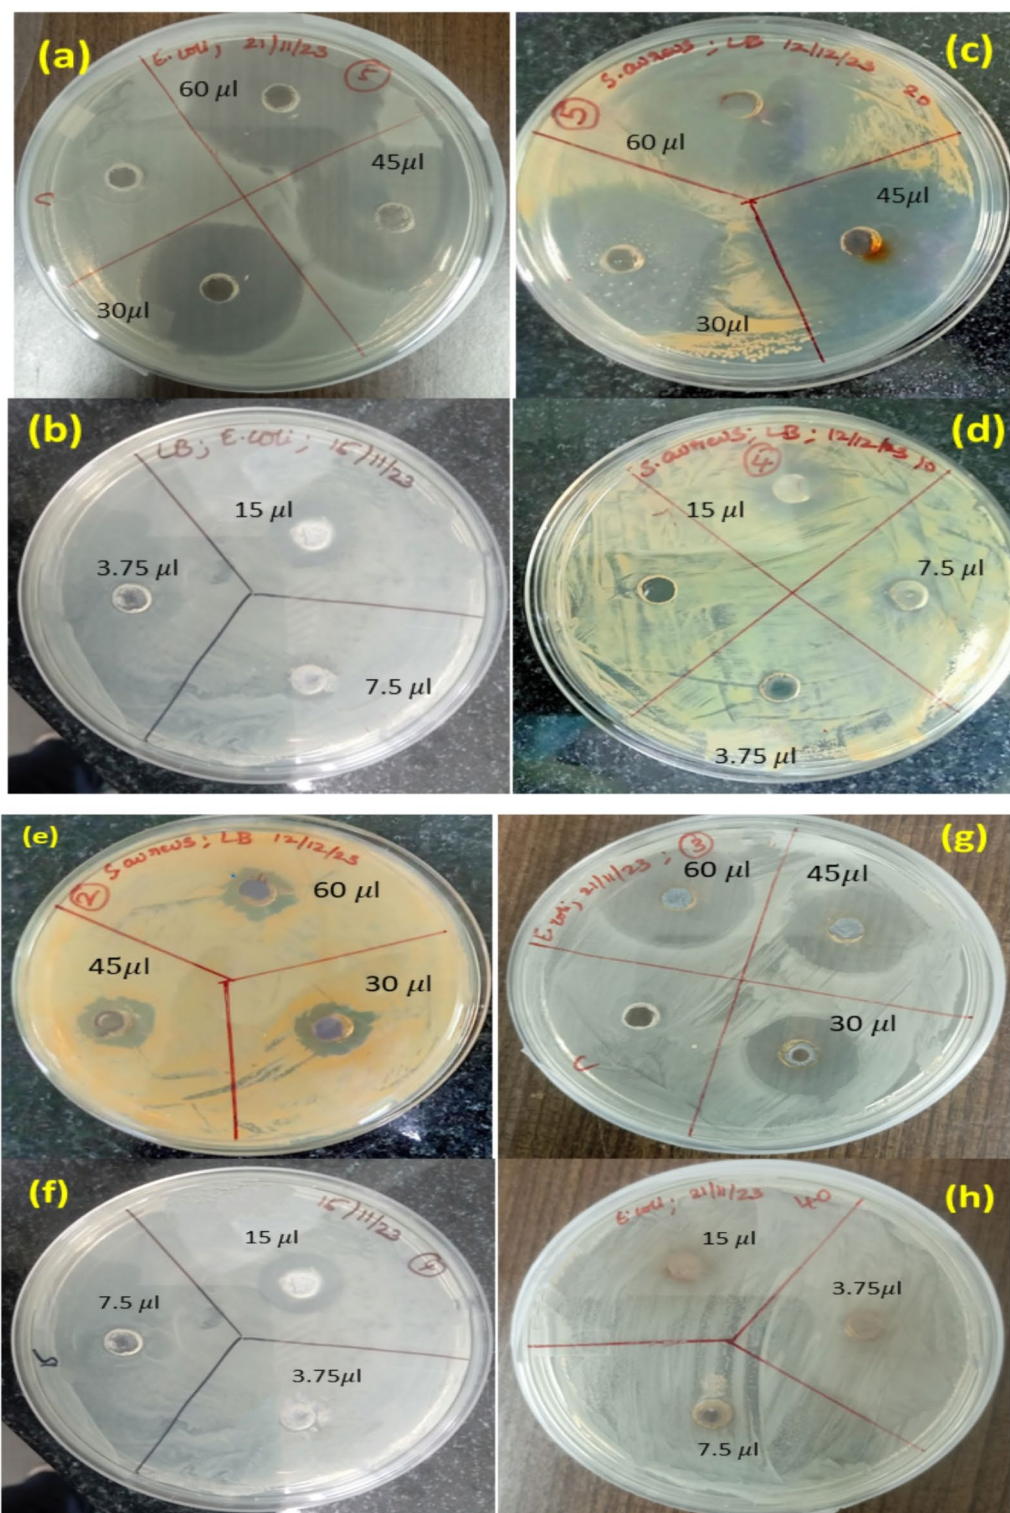 (a)
E.coli; 21/11/23
5
60 μl
45μl
30μl
(c)
S. aureus; LB 12/12/23
20
5
60 μl
45μl
30μl
(b)
LB; E.coli; 15/11/23
15 μl
3.75 μl
7.5 μl
(d)
S. aureus; LB; 12/12/23
4
15 μl
7.5 μl
3.75 μl
(e)
2
S. aureus; LB 12/12/23
60 μl
45μl
30 μl
(g)
E.coli; 21/11/23;
3
60 μl
45μl
30 μl
C
(f)
15/11/23
15 μl
7.5 μl
3.75μl
(h)
E.coli; 21/11/23 40
15 μl
3.75μl
7.5 μl